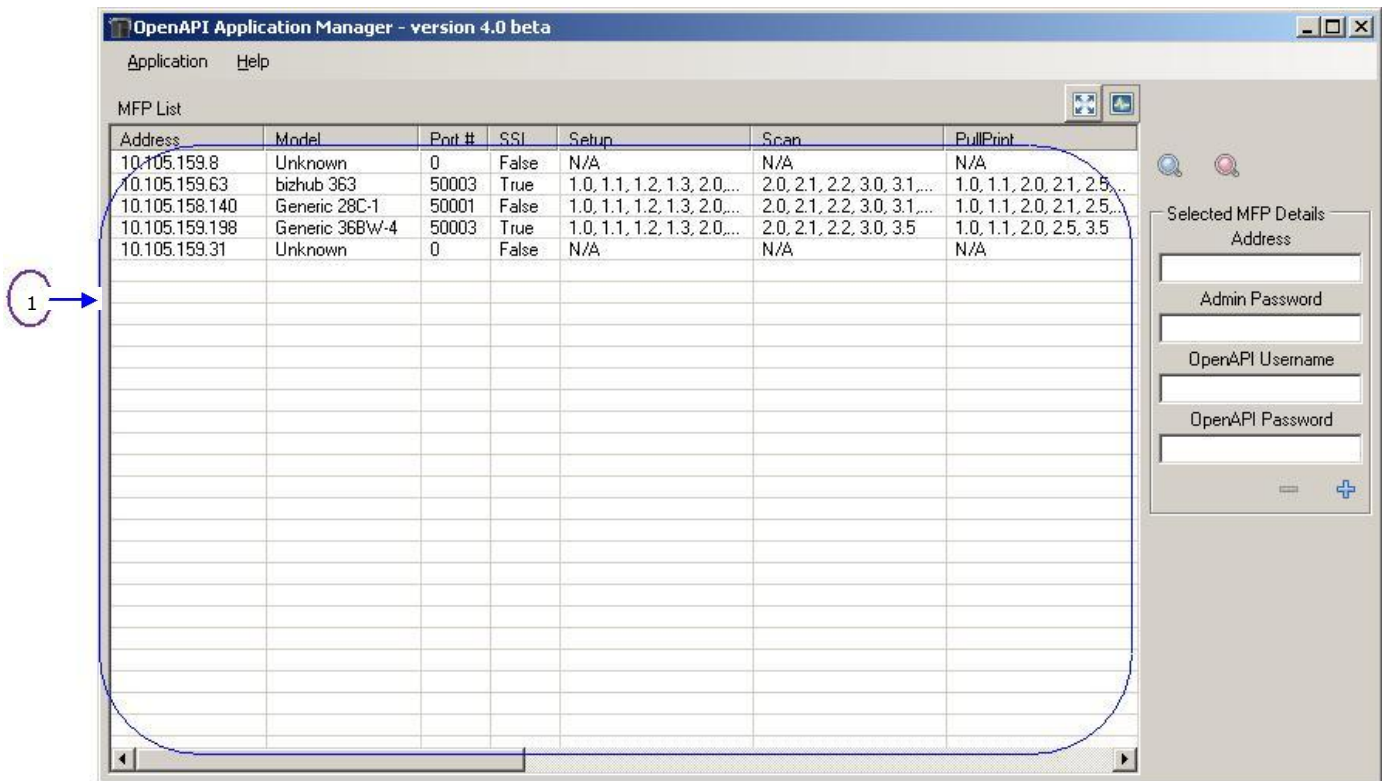 OpenAPI Application Manager - version 4.0 beta
Application Help
MFP List
Address Model Port # SSL Setup Scan PullPrint
10.105.159.8 Unknown 0 False N/A N/A N/A
10.105.159.63 bizhub 363 50003 True 1.0, 1.1, 1.2, 1.3, 2.0,... 2.0, 2.1, 2.2, 3.0, 3.1,... 1.0, 1.1, 2.0, 2.1, 2.5,...
10.105.158.140 Generic 28C-1 50001 False 1.0, 1.1, 1.2, 1.3, 2.0,... 2.0, 2.1, 2.2, 3.0, 3.1,... 1.0, 1.1, 2.0, 2.1, 2.5,...
10.105.159.198 Generic 36BW-4 50003 True 1.0, 1.1, 1.2, 1.3, 2.0,... 2.0, 2.1, 2.2, 3.0, 3.5 1.0, 1.1, 2.0, 2.5, 3.5
10.105.159.31 Unknown 0 False N/A N/A N/A
1
Selected MFP Details
Address
Admin Password
OpenAPI Username
OpenAPI Password